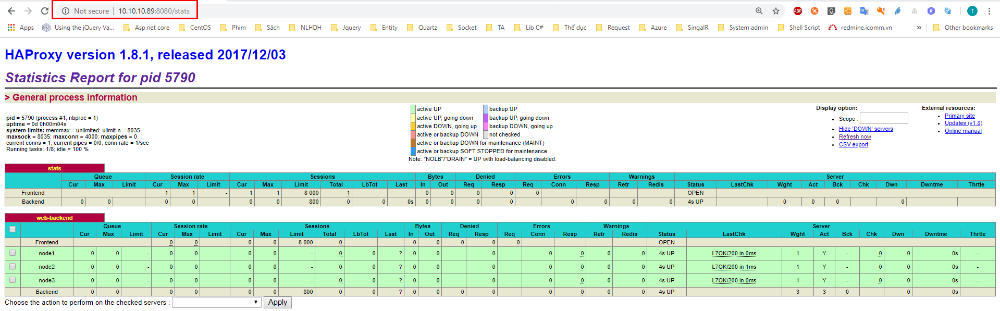 Not secure | 10.10.10.89:8080/stats
ABP T
Apps Using the jQuery Va... Asp.net core CentOS Phim Sách NLHDH Jquery Entity Quartz Socket TA Lib C# Thể dục Request Azure SingalR System admin Shell Script redmine.icomm.vn » Other bookmarks
HAProxy version 1.8.1, released 2017/12/03
Statistics Report for pid 5790
> General process information
pid = 5790 (process #1, nbproc = 1)
uptime = 0d 0h00m04s
system limits: memmax = unlimited; ulimit-n = 8035
maxsock = 8035; maxconn = 4000; maxpipes = 0
current conns = 1; current pipes = 0/0; conn rate = 1/sec
Running tasks: 1/8; idle = 100 %
active UP backup UP
active UP, going down backup UP, going down
active DOWN, going up backup DOWN, going up
active or backup DOWN not checked
active or backup DOWN for maintenance (MAINT)
active or backup SOFT STOPPED for maintenance
Note: "NOLB"/"DRAIN" = UP with load-balancing disabled.
Display option:
• Scope :
• Hide 'DOWN' servers
• Refresh now
• CSV export
External resources:
• Primary site
• Updates (v1.8)
• Online manual
stats
Queue Session rate Sessions Bytes Denied Errors Warnings Server
Cur Max Limit Cur Max Limit Cur Max Limit Total LbTot Last In Out Req Resp Req Conn Resp Retr Redis Status LastChk Wght Act Bck Chk Dwn Dwntme Thrtle
Frontend 1 1 - 1 1 8 000 1 0 0 0 0 0 OPEN
Backend 0 0 0 0 0 0 800 0 0 0s 0 0 0 0 0 0 0 0 4s UP 0 0 0 0
web-backend
Queue Session rate Sessions Bytes Denied Errors Warnings Server
Cur Max Limit Cur Max Limit Cur Max Limit Total LbTot Last In Out Req Resp Req Conn Resp Retr Redis Status LastChk Wght Act Bck Chk Dwn Dwntme Thrtle
Frontend 0 0 - 0 0 8 000 0 0 0 0 0 0 OPEN
node1 0 0 - 0 0 0 0 - 0 0 ? 0 0 0 0 0 0 0 4s UP L7OK/200 in 0ms 1 Y - 0 0 0s -
node2 0 0 - 0 0 0 0 - 0 0 ? 0 0 0 0 0 0 0 4s UP L7OK/200 in 1ms 1 Y - 0 0 0s -
node3 0 0 - 0 0 0 0 - 0 0 ? 0 0 0 0 0 0 0 4s UP L7OK/200 in 0ms 1 Y - 0 0 0s -
Backend 0 0 0 0 0 0 800 0 0 ? 0 0 0 0 0 0 0 0 4s UP 3 3 0 0 0s
Choose the action to perform on the checked servers : Apply